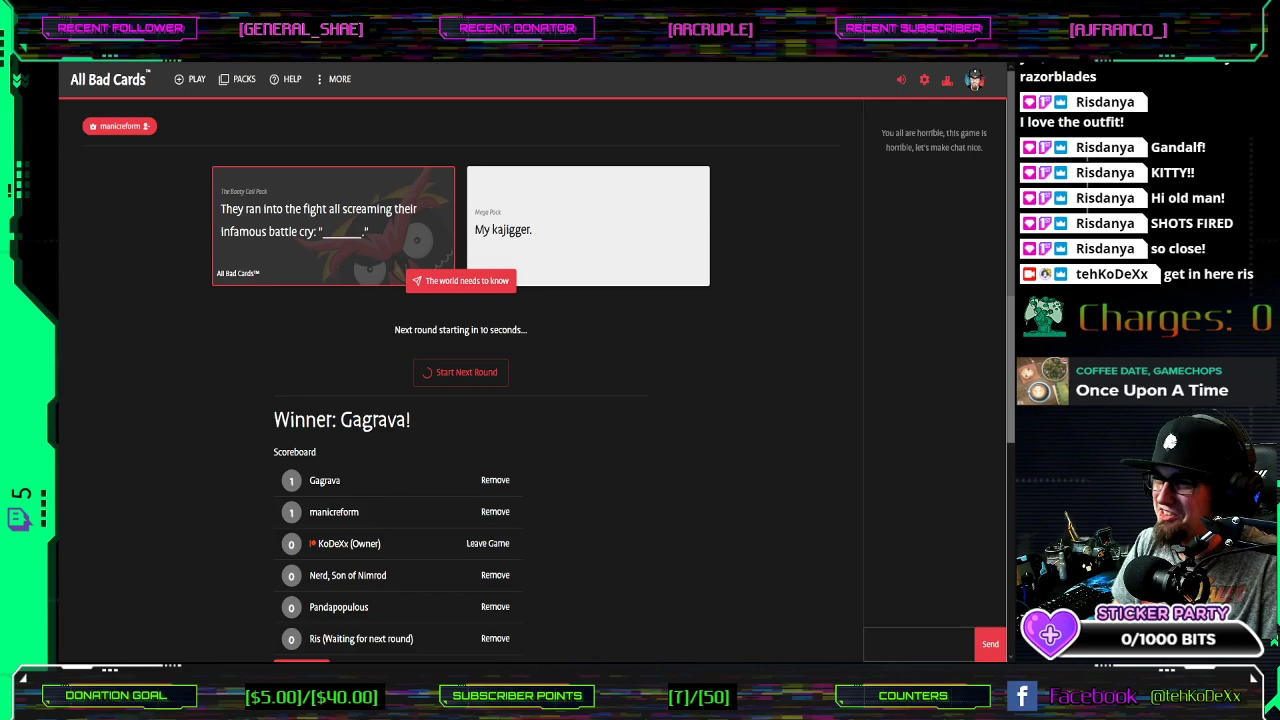 RECENT FOLLOWER
[GENERAL_SHAE]
RECENT DONATOR
[ARCRUPLE]
RECENT SUBSCRIBER
[AJFRANCO_]
All Bad Cards™
PLAY
PACKS
HELP
MORE
manicreform
The Booty Call Pack
They ran into the fight all screaming their
infamous battle cry: "_______."
All Bad Cards™
Mega Pack
My kajigger.
The world needs to know
Next round starting in 10 seconds...
Start Next Round
Winner: Gagrava!
Scoreboard
1 Gagrava Remove
1 manicreform Remove
0 KoDeXx (Owner) Leave Game
0 Nerd, Son of Nimrod Remove
0 Pandapopulous Remove
0 Ris (Waiting for next round) Remove
You all are horrible, this game is
horrible, let's make chat nice.
Send
razorblades
Risdanya
I love the outfit!
Risdanya Gandalf!
Risdanya KITTY!!
Risdanya Hi old man!
Risdanya SHOTS FIRED
Risdanya so close!
tehKoDeXx get in here ris
Charges: 0
COFFEE DATE, GAMECHOPS
Once Upon A Time
STICKER PARTY
0/1000 BITS
5
DONATION GOAL
[$5.00]/[$40.00]
SUBSCRIBER POINTS
[7]/[50]
COUNTERS
Facebook
@tehKoDeXx